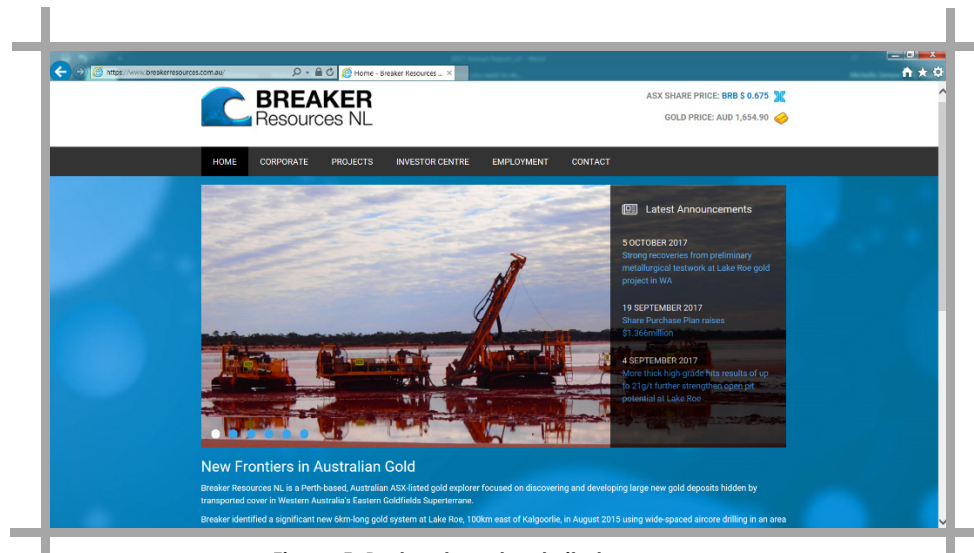 https://www.breakerresources.com.au/
Home - Breaker Resources ...
BREAKER
Resources NL
ASX SHARE PRICE: BRB $ 0.675
GOLD PRICE: AUD 1,654.90
HOME CORPORATE PROJECTS INVESTOR CENTRE EMPLOYMENT CONTACT
Latest Announcements
5 OCTOBER 2017
Strong recoveries from preliminary
metallurgical testwork at Lake Roe gold
project in WA
19 SEPTEMBER 2017
Share Purchase Plan raises
$1.366million
4 SEPTEMBER 2017
More thick high-grade hits results of up
to 21g/t further strengthen open pit
potential at Lake Roe
New Frontiers in Australian Gold
Breaker Resources NL is a Perth-based, Australian ASX-listed gold explorer focused on discovering and developing large new gold deposits hidden by
transported cover in Western Australia's Eastern Goldfields Superterrane.
Breaker identified a significant new 6km-long gold system at Lake Roe, 100km east of Kalgoorlie, in August 2015 using wide-spaced aircore drilling in an area